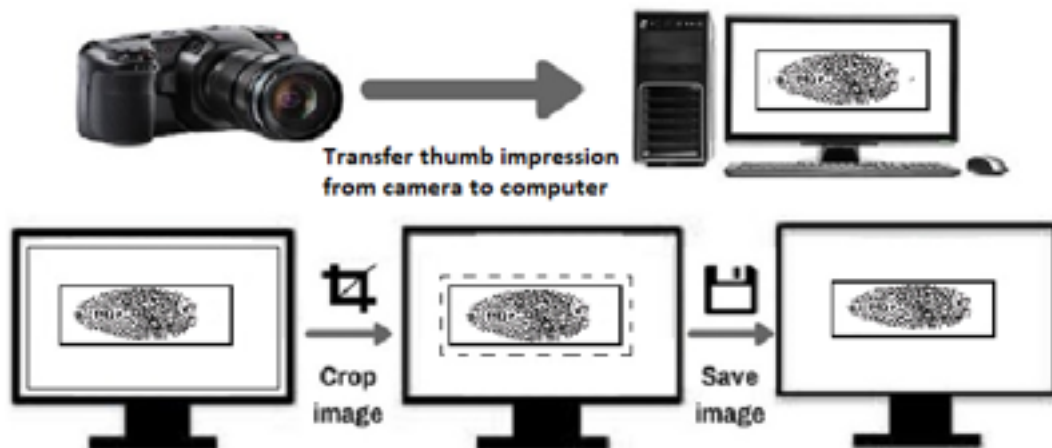 Transfer thumb impression
from camera to computer
Crop
image
Save
image